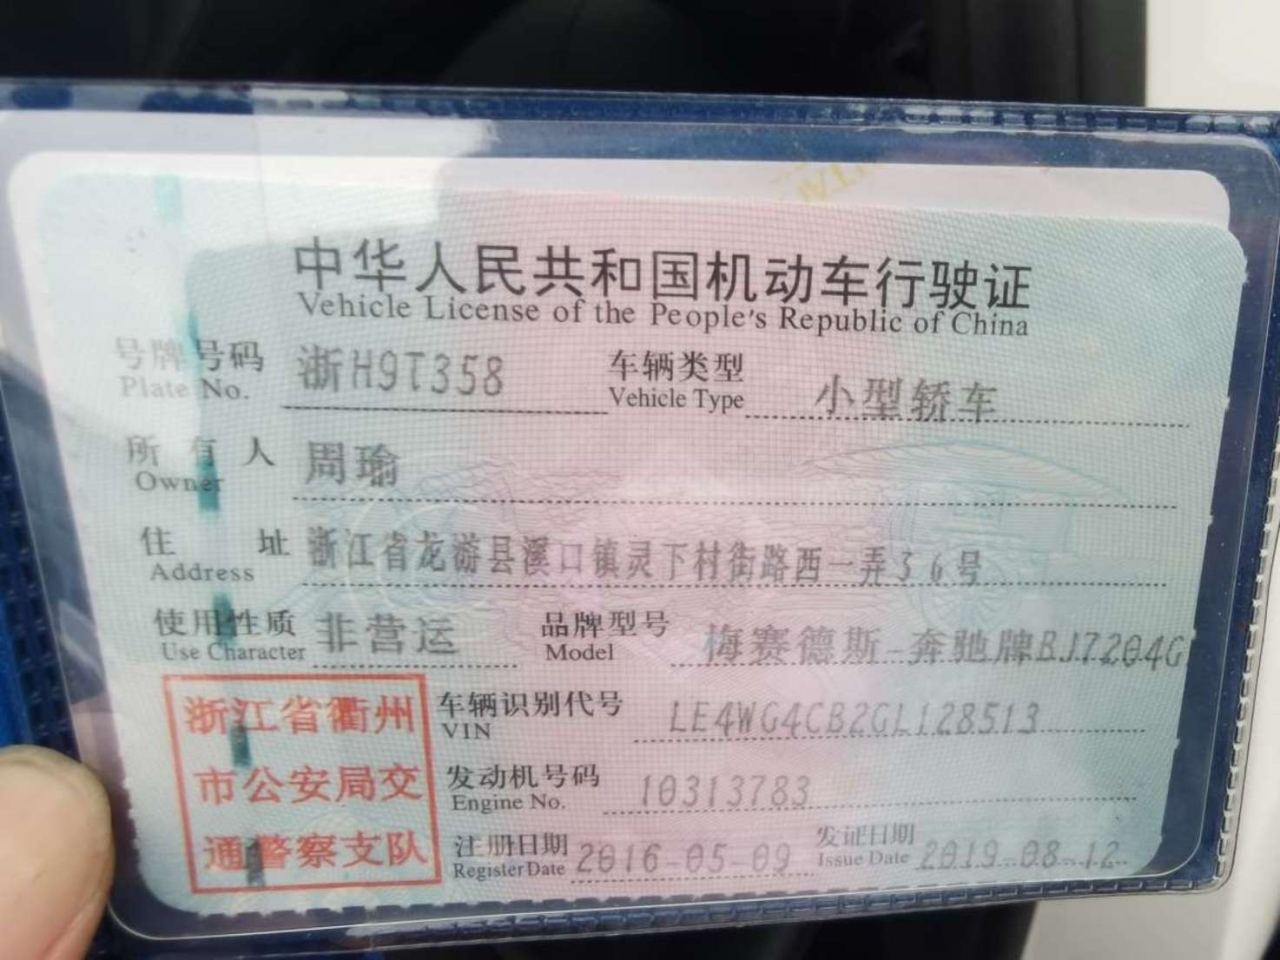 中华人民共和国机动车行驶证
Vehicle License of the People's Republic of China
号牌号码 浙H9T358 车辆类型 小型轿车
Plate No. Vehicle Type
所有人 周瑜
Owner
住址 浙江省龙游县溪口镇灵下村街路西一弄36号
Address
使用性质 非营运 品牌型号 梅赛德斯-奔驰牌BJ7204G
Use Character Model
浙江省衢州
市公安局交
通警察支队
车辆识别代号 LE4WG4CB2GL128513
VIN
发动机号码 10313783
Engine No.
注册日期 2016-05-09 发证日期 2019-08-12
Register Date Issue Date